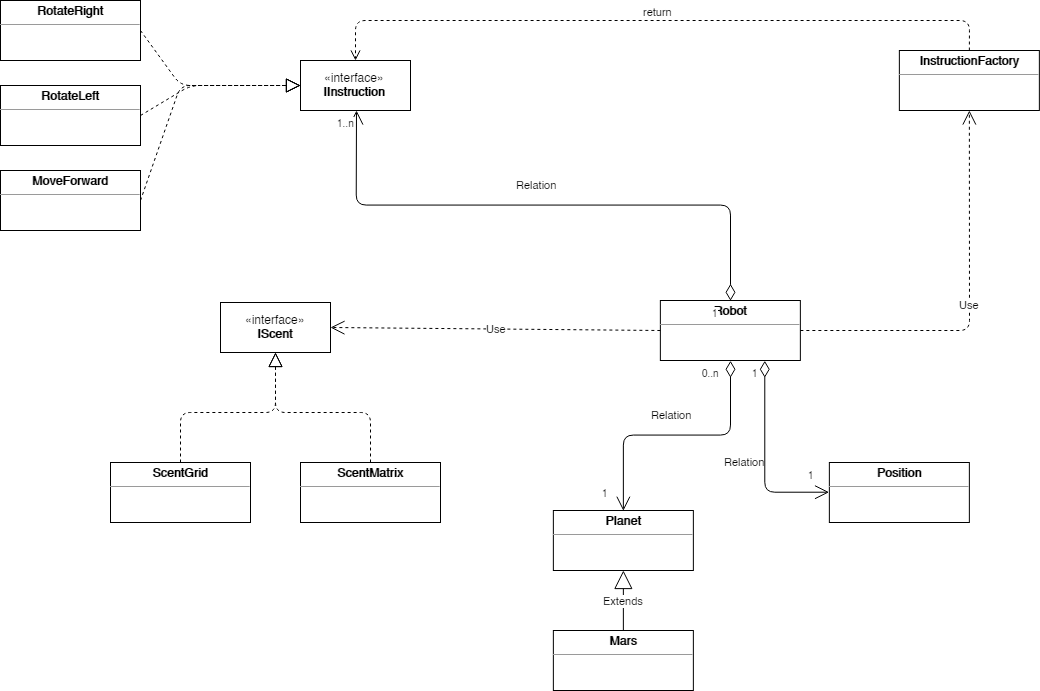 RotateRight
return
InstructionFactory
«interface»
IInstruction
RotateLeft
1..n
MoveForward
Relation
«interface»
IScent
Use
1
Robot
Use
0..n
1
Relation
Relation
ScentGrid
ScentMatrix
1
Position
1
Planet
Extends
Mars